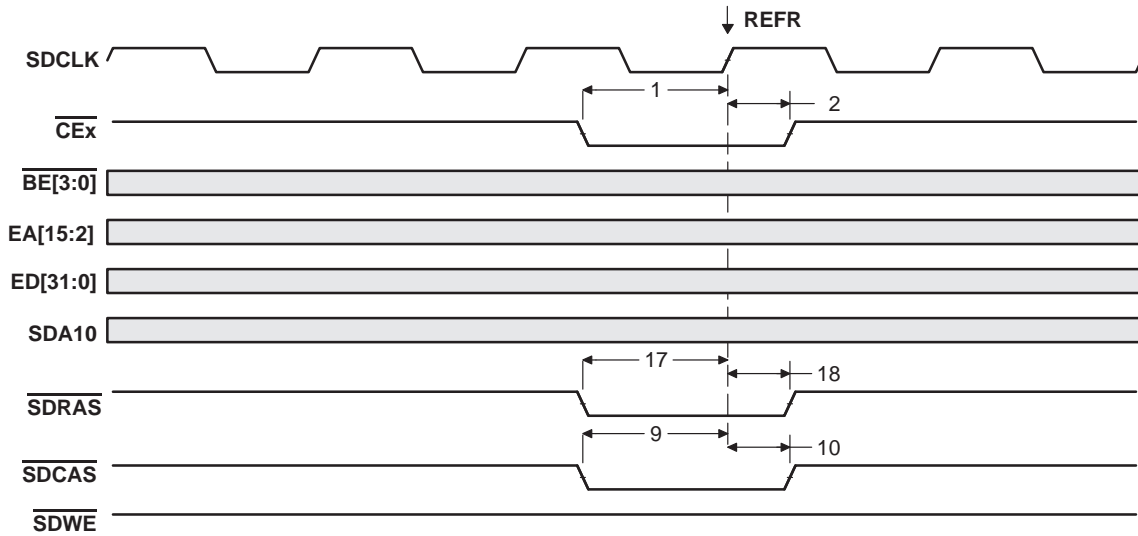 REFR
SDCLK
1
2
CEx
BE[3:0]
EA[15:2]
ED[31:0]
SDA10
17
18
SDRAS
9
10
SDCAS
SDWE